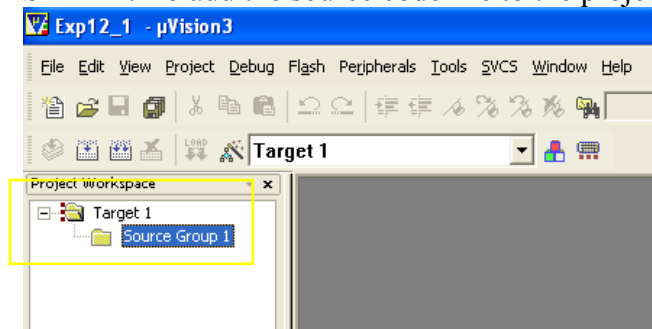 Exp12_1 - µVision3
File Edit View Project Debug Flash Peripherals Tools SVCS Window Help
LOAD
Target 1
Project Workspace
Target 1
Source Group 1